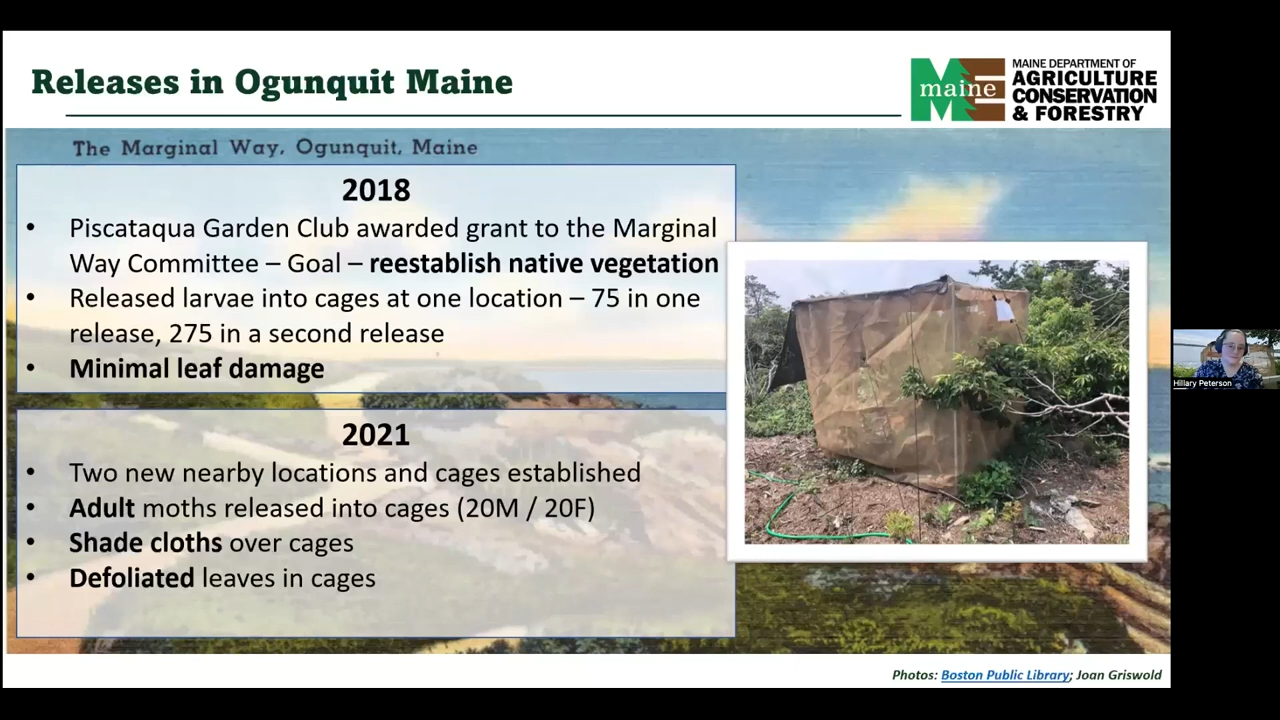 Releases in Ogunquit Maine
maine
MAINE DEPARTMENT OF
AGRICULTURE
CONSERVATION
& FORESTRY
The Marginal Way, Ogunquit, Maine
2018
• Piscataqua Garden Club awarded grant to the Marginal
Way Committee – Goal – reestablish native vegetation
• Released larvae into cages at one location – 75 in one
release, 275 in a second release
• Minimal leaf damage
2021
• Two new nearby locations and cages established
• Adult moths released into cages (20M / 20F)
• Shade cloths over cages
• Defoliated leaves in cages
Hillary Peterson
Photos: Boston Public Library; Joan Griswold